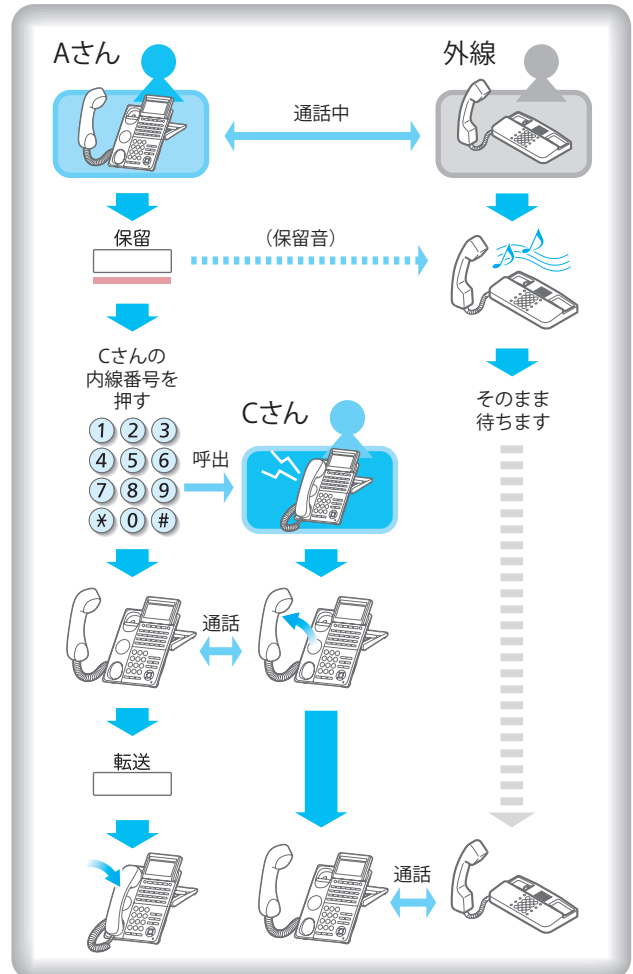 Aさん
外線
通話中
保留
(保留音)
Cさんの
内線番号を
押す
そのまま
待ちます
Cさん
1 2 3
4 5 6
7 8 9
* 0 #
呼出
通話
転送
通話